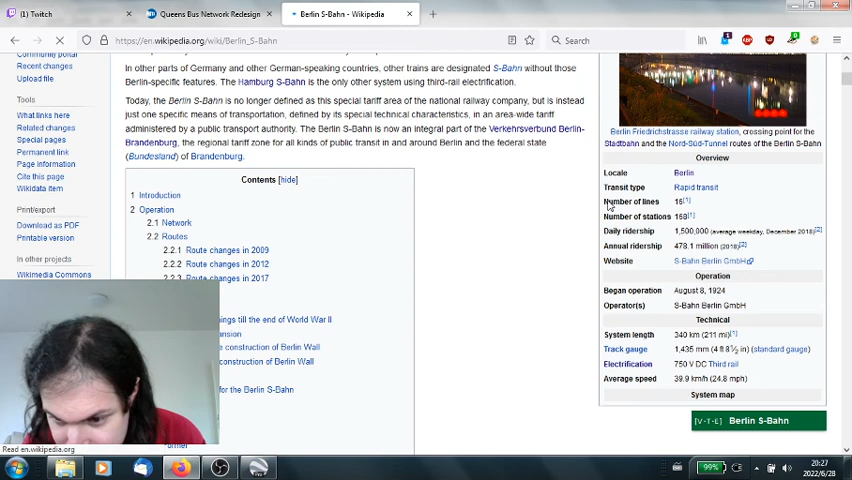 (1) Twitch
Queens Bus Network Redesign
Berlin S-Bahn - Wikipedia
https://en.wikipedia.org/wiki/Berlin_S-Bahn
Search
Community portal
Recent changes
Upload file
Tools
What links here
Related changes
Special pages
Permanent link
Page information
Cite this page
Wikidata item
Print/export
Download as PDF
Printable version
In other projects
Wikimedia Commons
In other parts of Germany and other German-speaking countries, other trains are designated S-Bahn without those
Berlin-specific features. The Hamburg S-Bahn is the only other system using third-rail electrification.
Today, the Berlin S-Bahn is no longer defined as this special tariff area of the national railway company, but is instead
just one specific means of transportation, defined by its special technical characteristics, in an area-wide tariff
administered by a public transport authority. The Berlin S-Bahn is now an integral part of the Verkehrsverbund Berlin-
Brandenburg, the regional tariff zone for all kinds of public transit in and around Berlin and the federal state
(Bundesland) of Brandenburg.
Contents [hide]
1 Introduction
2 Operation
2.1 Network
2.2 Routes
2.2.1 Route changes in 2009
2.2.2 Route changes in 2012
2.2.3 Route changes in 2017
nings till the end of World War II
ansion
e construction of Berlin Wall
construction of Berlin Wall
for the Berlin S-Bahn
Berlin Friedrichstrasse railway station, crossing point for the
Stadtbahn and the Nord-Süd-Tunnel routes of the Berlin S-Bahn
Overview
Locale Berlin
Transit type Rapid transit
Number of lines 16[1]
Number of stations 168[1]
Daily ridership 1,500,000 (average weekday, December 2018)[2]
Annual ridership 478.1 million (2018)[2]
Website S-Bahn Berlin GmbH
Operation
Began operation August 8, 1924
Operator(s) S-Bahn Berlin GmbH
Technical
System length 340 km (211 mi)[1]
Track gauge 1,435 mm (4 ft 8 1/2 in) (standard gauge)
Electrification 750 V DC Third rail
Average speed 39.9 km/h (24.8 mph)
System map
[V·T·E] Berlin S-Bahn
Read en.wikipedia.org
99%
20:27
2022/6/28